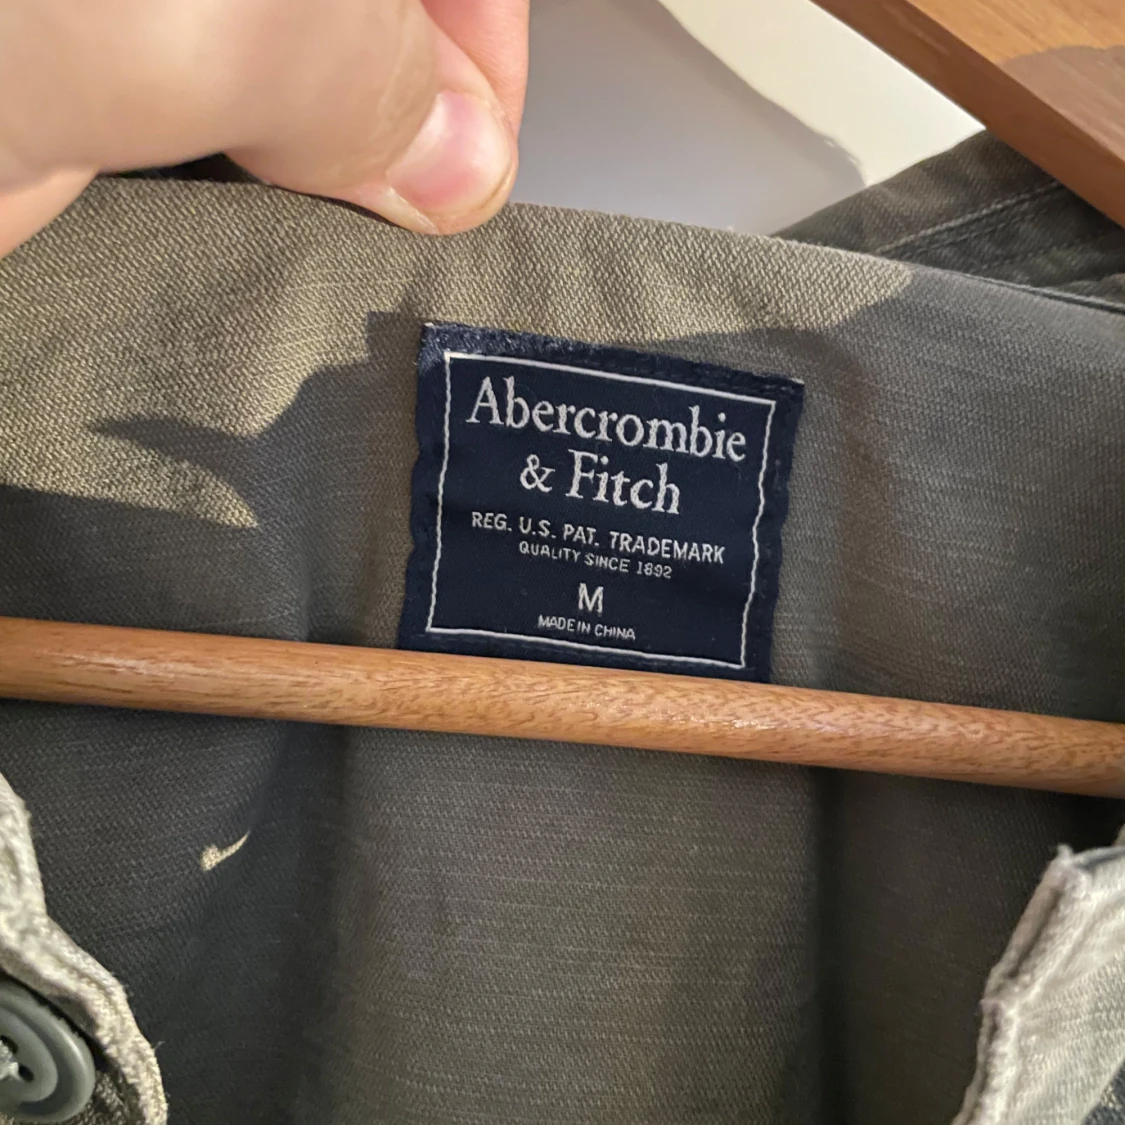 Abercrombie
& Fitch
REG. U.S. PAT. TRADEMARK
QUALITY SINCE 1892
M
MADE IN CHINA